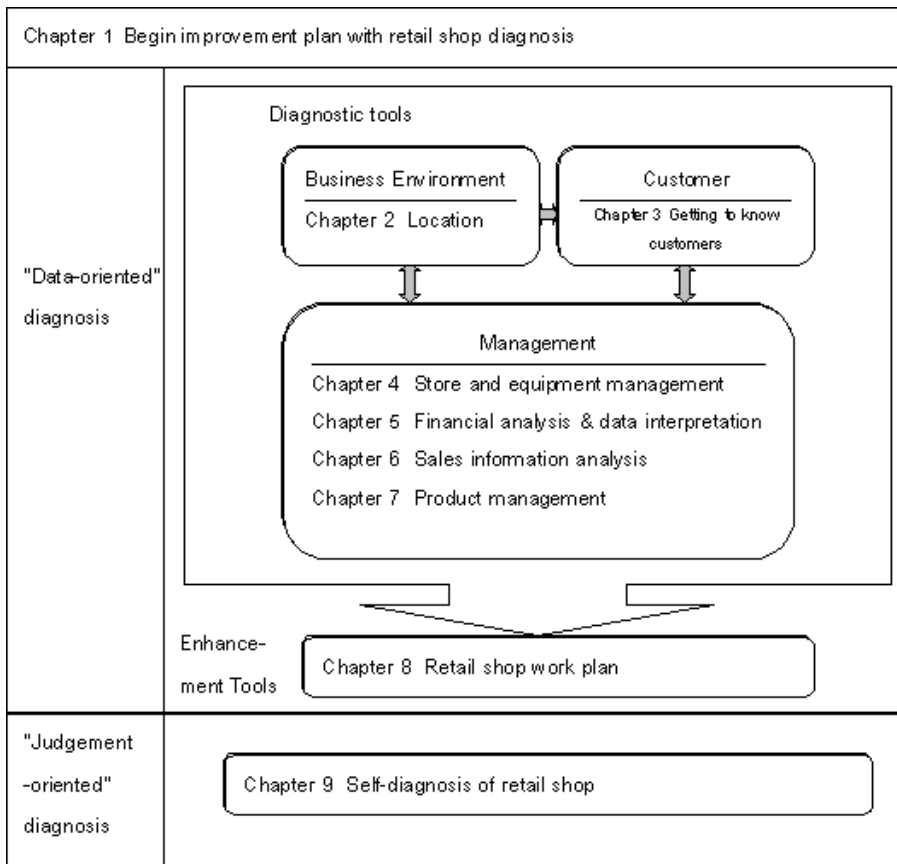 Chapter 1 Begin improvement plan with retail shop diagnosis
"Data-oriented"
diagnosis
Diagnostic tools
Business Environment
Chapter 2 Location
Customer
Chapter 3 Getting to know
customers
Management
Chapter 4 Store and equipment management
Chapter 5 Financial analysis & data interpretation
Chapter 6 Sales information analysis
Chapter 7 Product management
Enhance-
ment Tools
Chapter 8 Retail shop work plan
"Judgement
-oriented"
diagnosis
Chapter 9 Self-diagnosis of retail shop